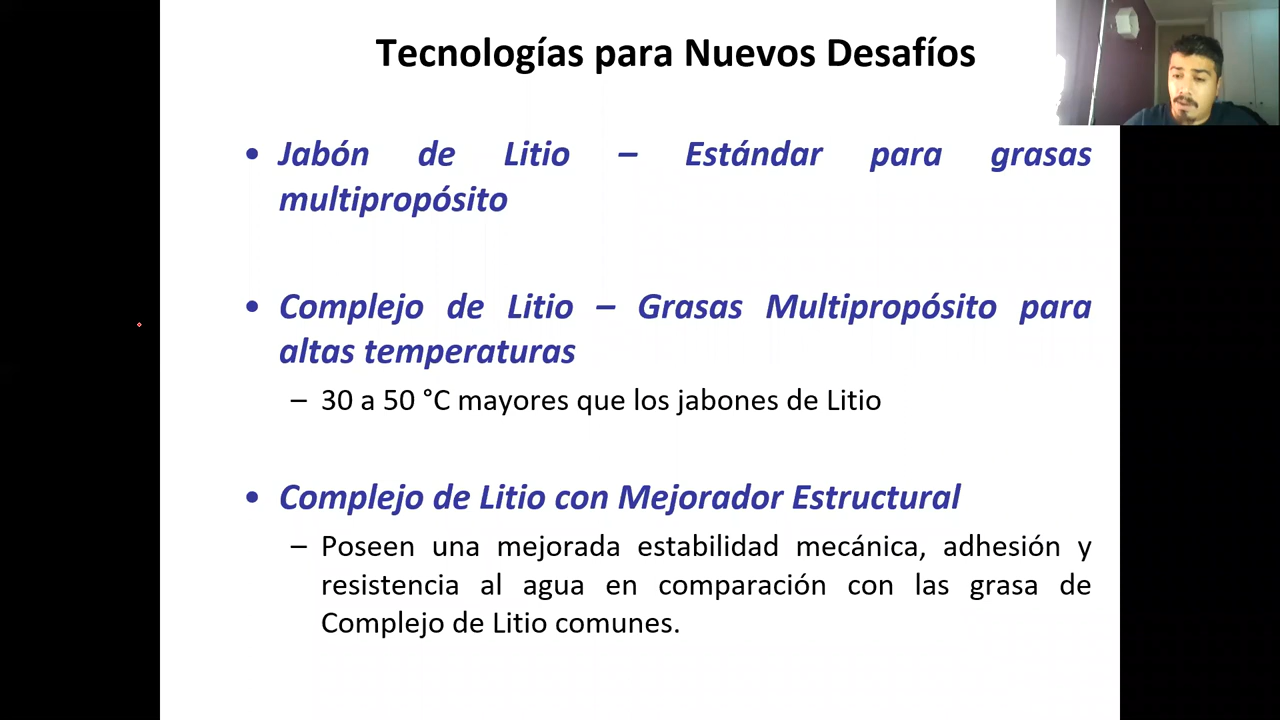 Tecnologías para Nuevos Desafíos
• Jabón de Litio – Estándar para grasas
multipropósito
• Complejo de Litio – Grasas Multipropósito para
altas temperaturas
– 30 a 50 °C mayores que los jabones de Litio
• Complejo de Litio con Mejorador Estructural
– Poseen una mejorada estabilidad mecánica, adhesión y
resistencia al agua en comparación con las grasa de
Complejo de Litio comunes.